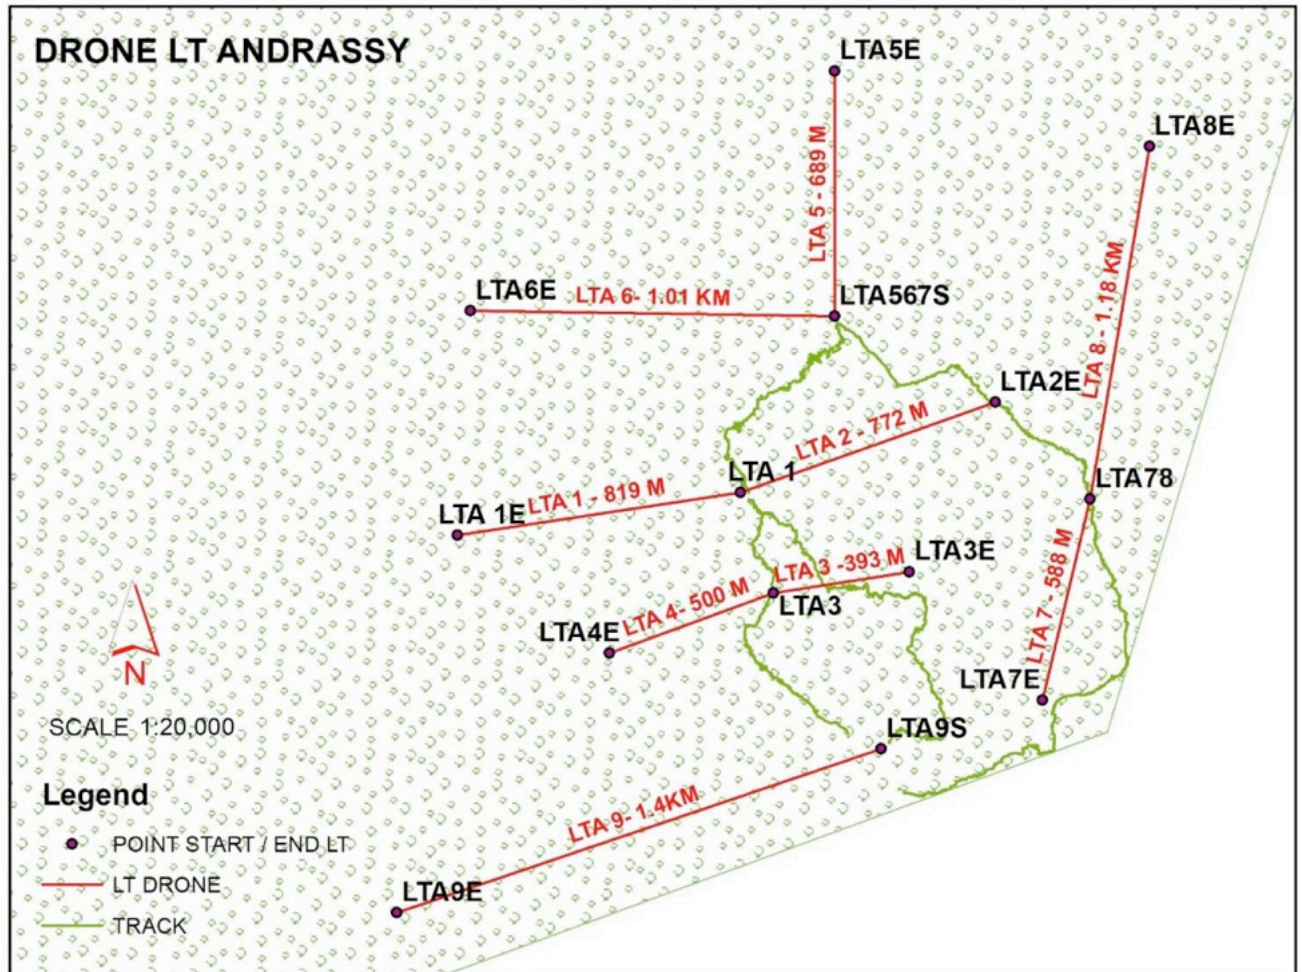 DRONE LT ANDRASSY
LTA5E
LTA8E
LTA 5 - 689 M
LTA6E
LTA 6- 1.01 KM
LTA567S
LTA 8 - 1.18 KM
LTA2E
LTA 2 - 772 M
LTA 1
LTA78
LTA 1E
LTA 1 - 819 M
LTA 3 -393 M
LTA3E
LTA3
LTA 7 - 588 M
LTA4E
LTA 4- 500 M
N
LTA7E
SCALE 1:20,000
LTA9S
Legend
LTA 9- 1.4KM
POINT START / END LT
LT DRONE
LTA9E
TRACK